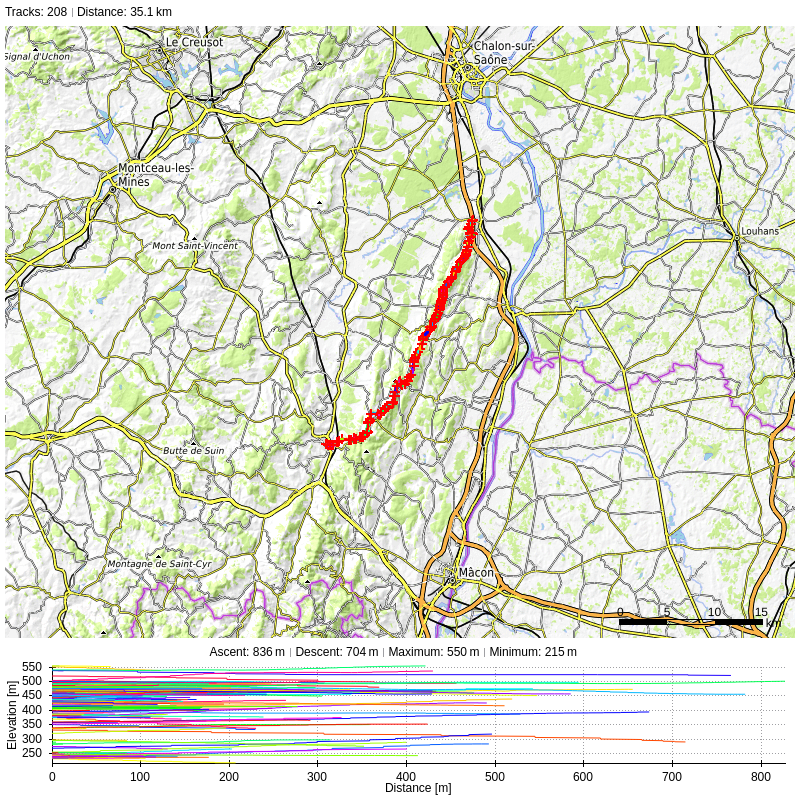 Tracks: 208 | Distance: 35.1 km
Le Creusot
Chalon-sur-
Saône
Signal d'Uchon
Montceau-les-
Mines
Mont Saint-Vincent
Louhans
Butte de Suin
Montagne de Saint-Cyr
Mâcon
0 5 10 15
km
Ascent: 836 m | Descent: 704 m | Maximum: 550 m | Minimum: 215 m
550
500
450
400
350
300
250
Elevation [m]
0 100 200 300 400 500 600 700 800
Distance [m]